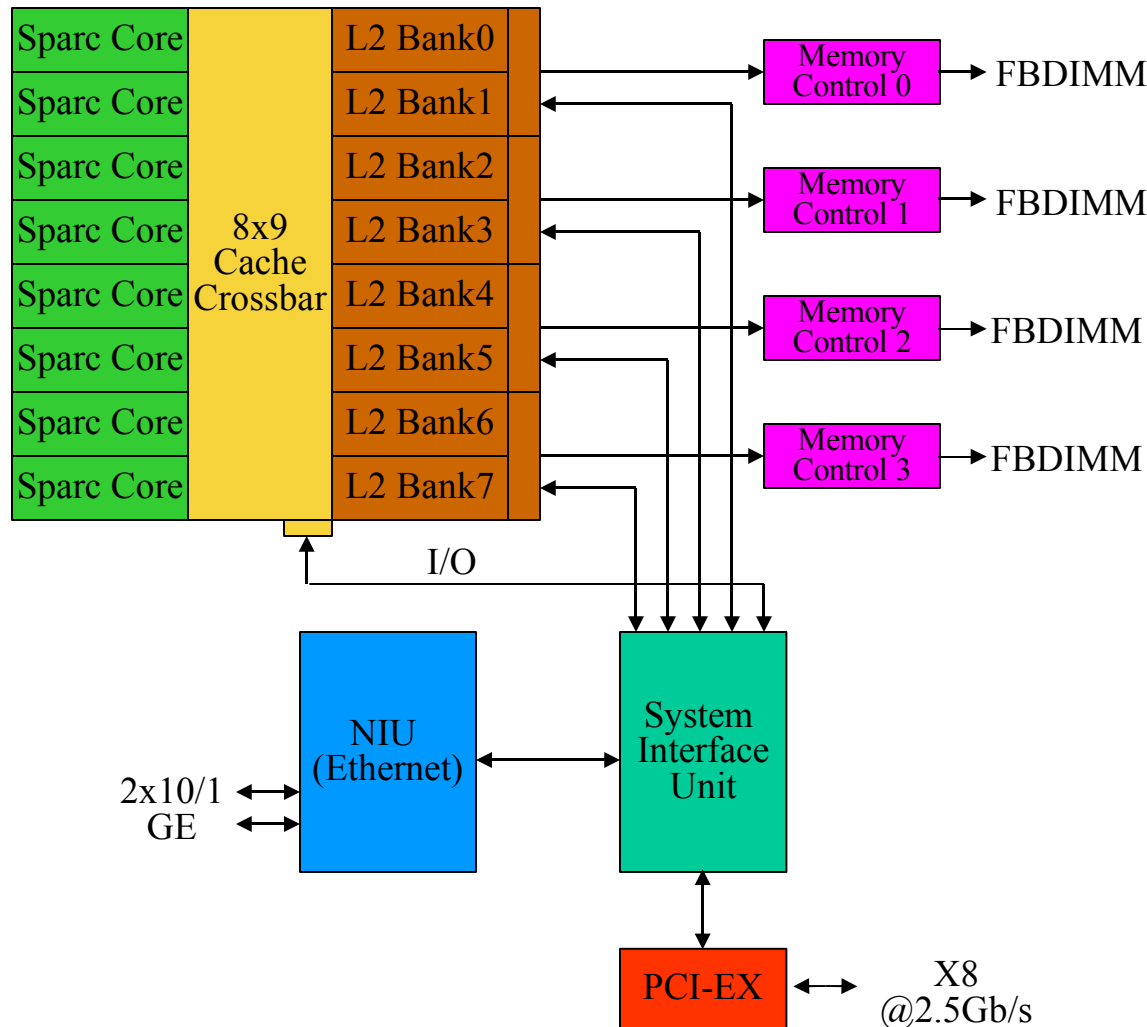 Sparc Core
Sparc Core
Sparc Core
Sparc Core
Sparc Core
Sparc Core
Sparc Core
Sparc Core
8x9
Cache
Crossbar
L2 Bank0
L2 Bank1
L2 Bank2
L2 Bank3
L2 Bank4
L2 Bank5
L2 Bank6
L2 Bank7
Memory
Control 0
FBDIMM
Memory
Control 1
FBDIMM
Memory
Control 2
FBDIMM
Memory
Control 3
FBDIMM
I/O
NIU
(Ethernet)
2x10/1
GE
System
Interface
Unit
PCI-EX
X8
@2.5Gb/s